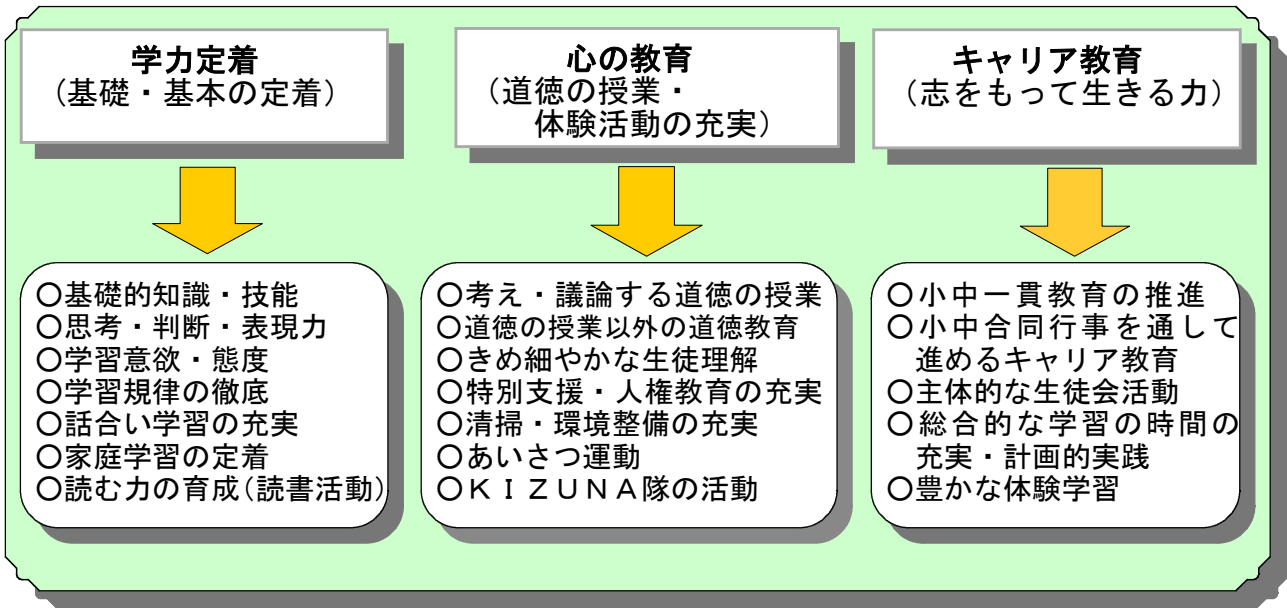 学力定着
（基礎・基本の定着）
○基礎的知識・技能
○思考・判断・表現力
○学習意欲・態度
○学習規律の徹底
○話合い学習の充実
○家庭学習の定着
○読む力の育成(読書活動)
心の教育
（道徳の授業・
体験活動の充実）
○考え・議論する道徳の授業
○道徳の授業以外の道徳教育
○きめ細やかな生徒理解
○特別支援・人権教育の充実
○清掃・環境整備の充実
○あいさつ運動
○ＫＩＺＵＮＡ隊の活動
キャリア教育
（志をもって生きる力）
○小中一貫教育の推進
○小中合同行事を通して
進めるキャリア教育
○主体的な生徒会活動
○総合的な学習の時間の
充実・計画的実践
○豊かな体験学習